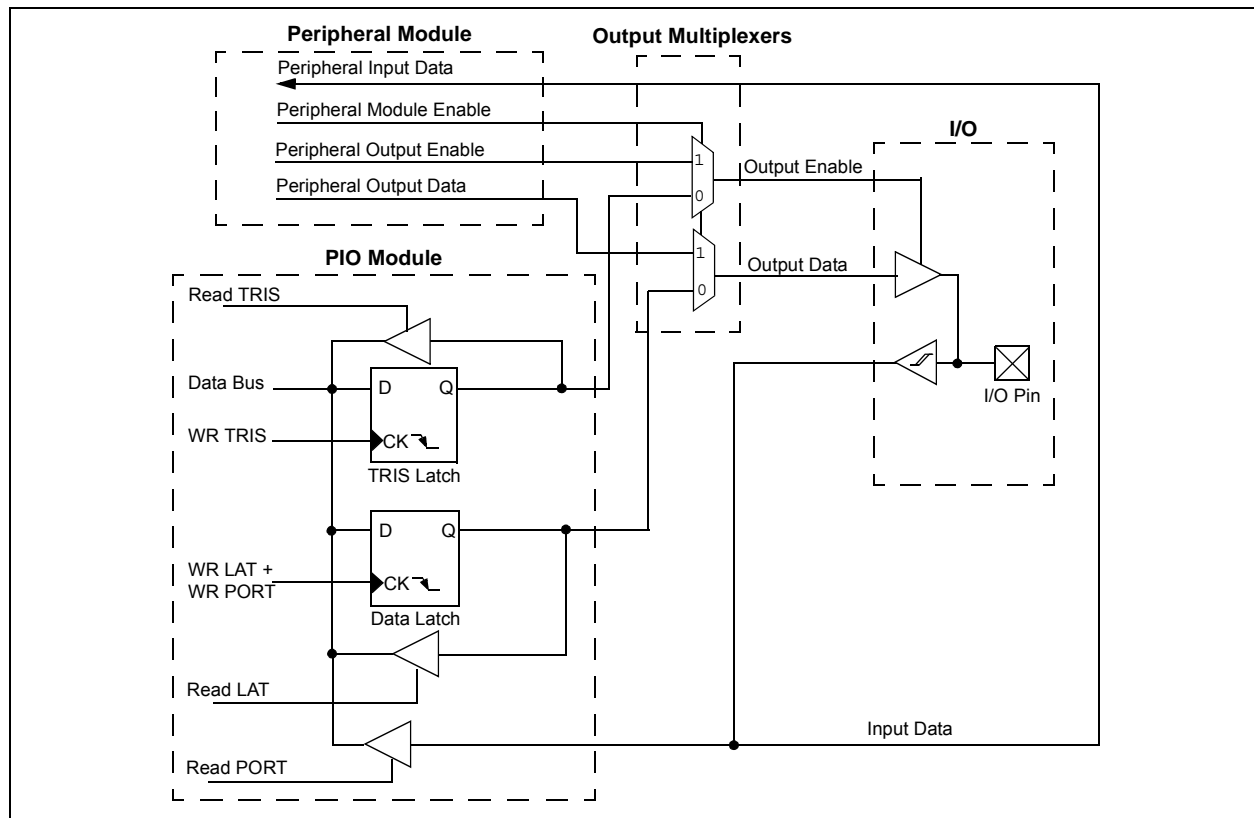 Peripheral Module
Output Multiplexers
Peripheral Input Data
Peripheral Module Enable
Peripheral Output Enable
Peripheral Output Data
1
0
1
0
Output Enable
Output Data
I/O
I/O Pin
PIO Module
Read TRIS
Data Bus
D
Q
WR TRIS
CK
TRIS Latch
D
Q
WR LAT +
WR PORT
CK
Data Latch
Read LAT
Read PORT
Input Data